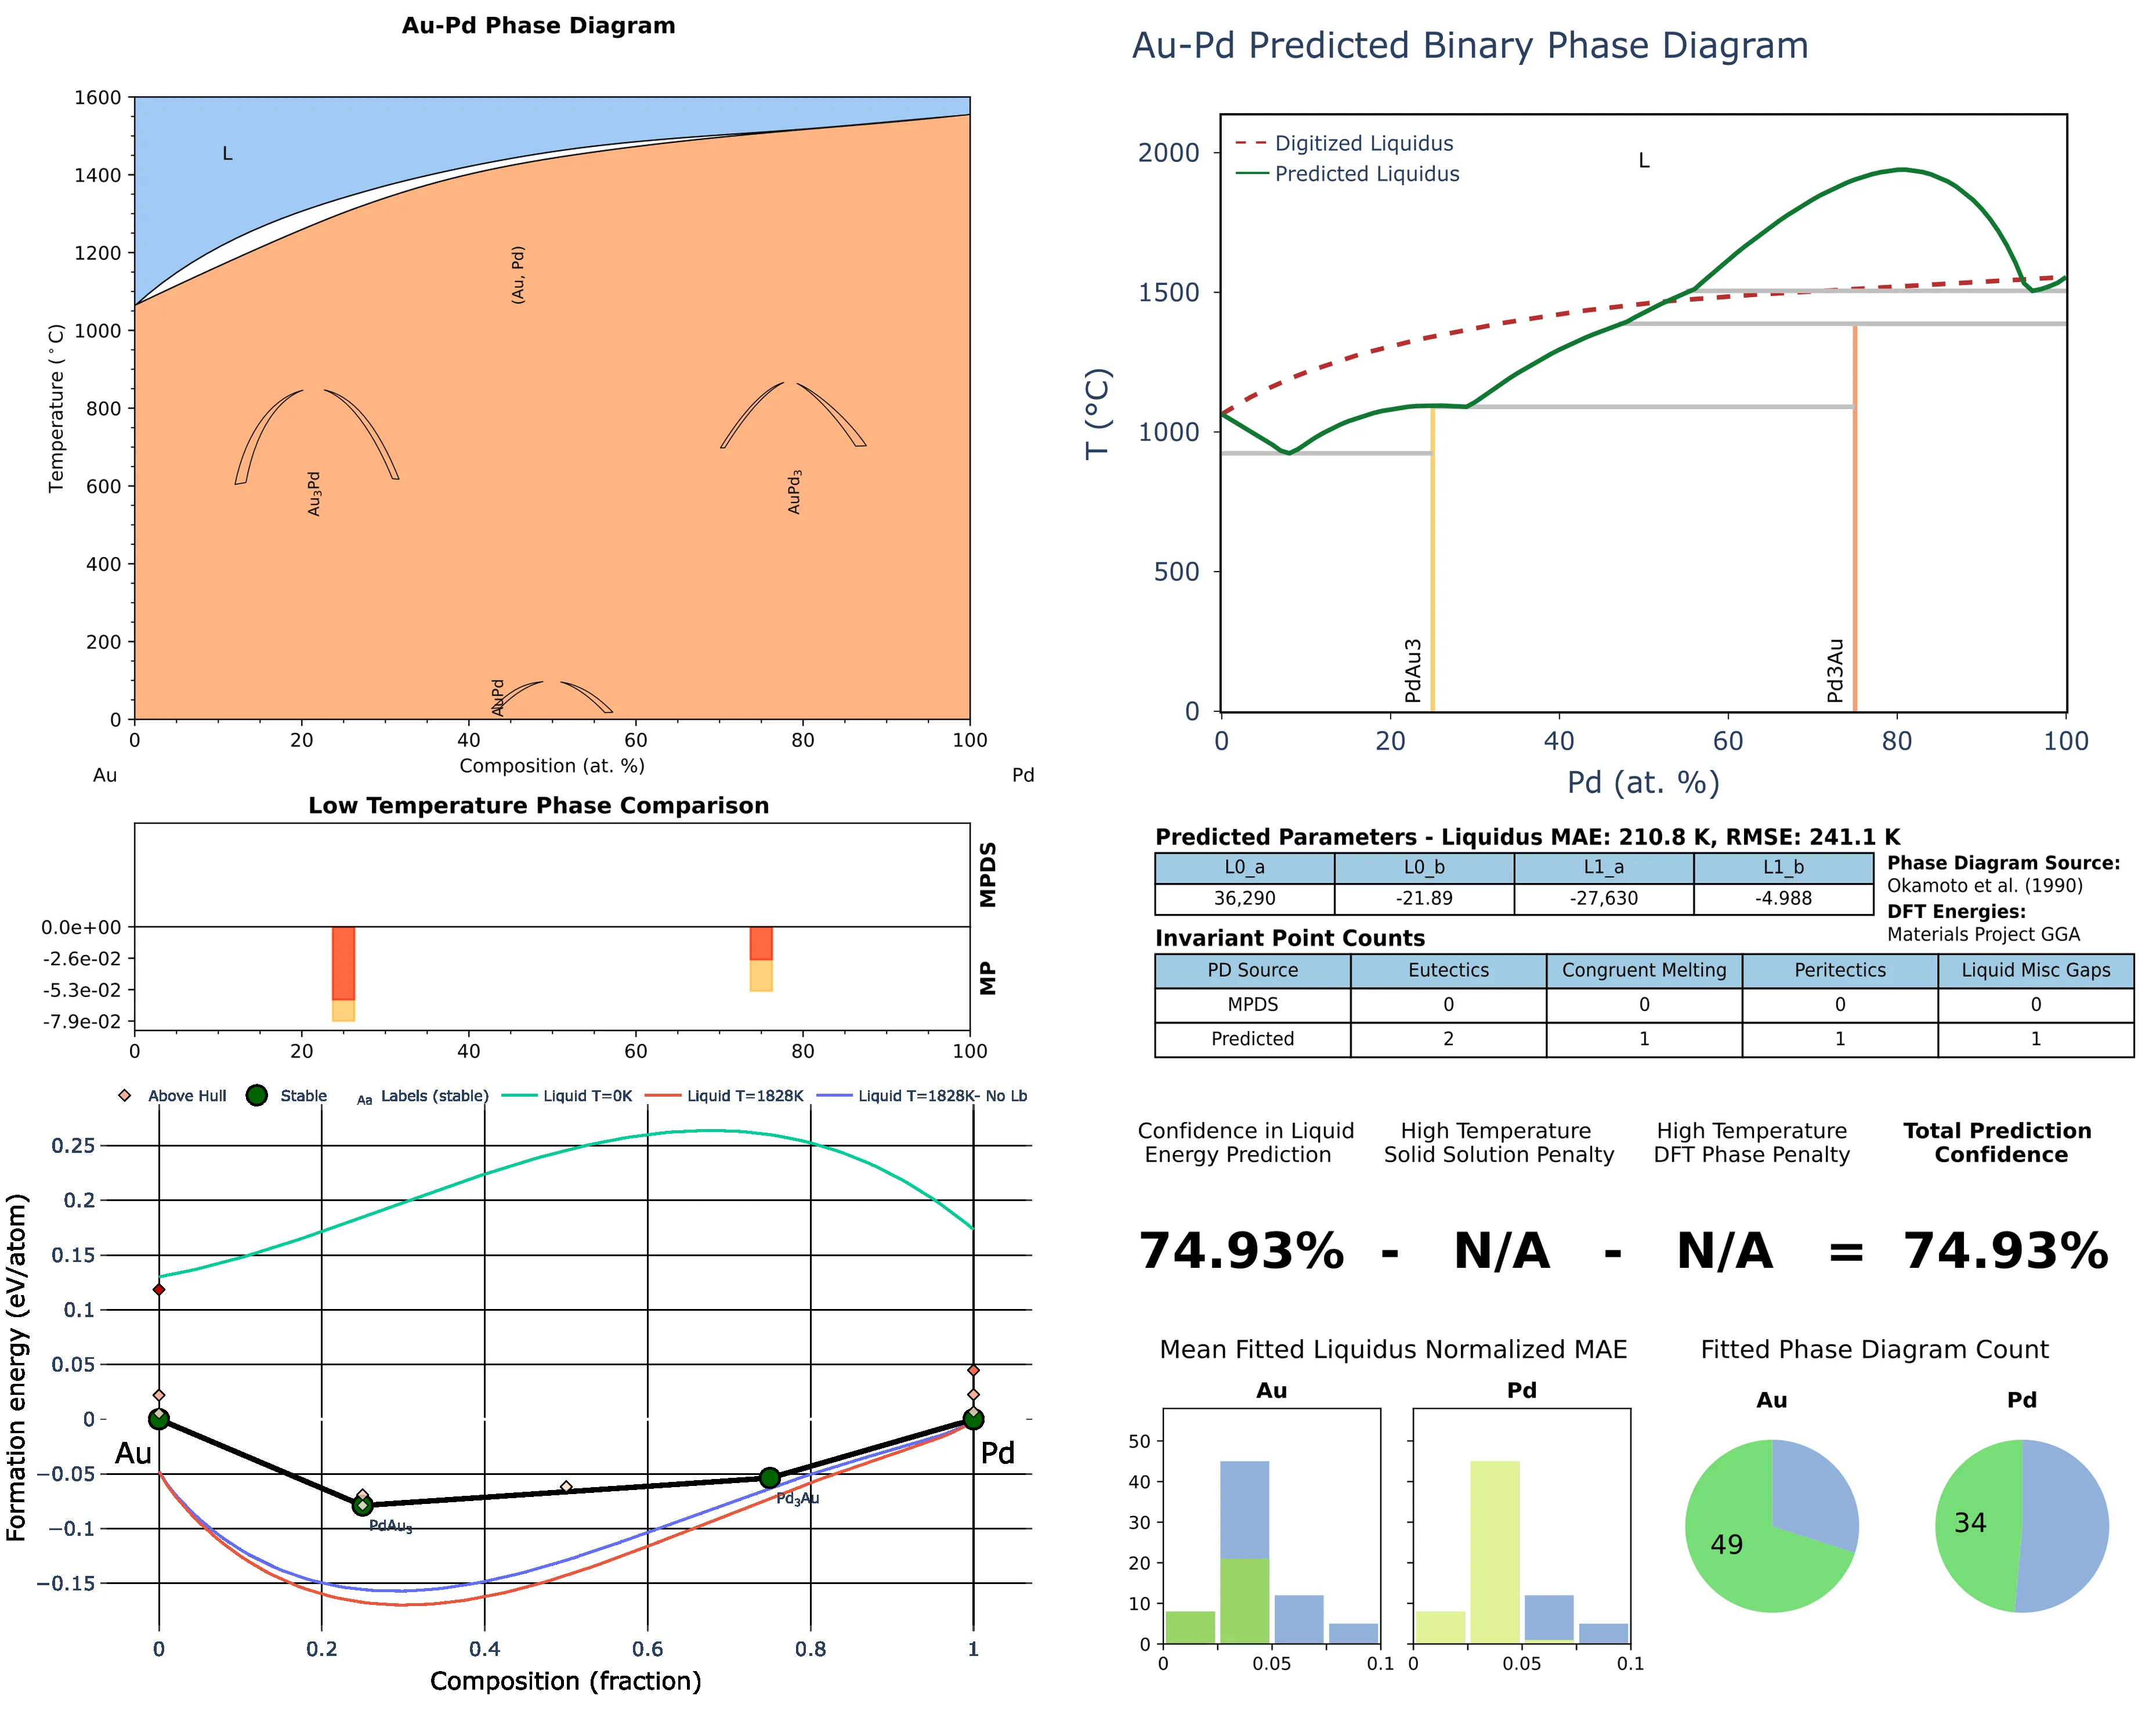 Au-Pd Phase Diagram
1600
1400
1200
1000
800
600
400
200
0
Temperature (°C)
L
(Au, Pd)
Au₃Pd
AuPd₃
AuPd
0 20 40 60 80 100
Au Composition (at. %) Pd
Low Temperature Phase Comparison
MPDS
MP
0.0e+00
-2.6e-02
-5.3e-02
-7.9e-02
0 20 40 60 80 100
Above Hull Stable Aa Labels (stable) Liquid T=0K Liquid T=1828K Liquid T=1828K- No Lb
0.25
0.2
0.15
0.1
0.05
0
−0.05
−0.1
−0.15
Formation energy (eV/atom)
Au
Pd
PdAu₃
Pd₃Au
0 0.2 0.4 0.6 0.8 1
Composition (fraction)
Au-Pd Predicted Binary Phase Diagram
Digitized Liquidus
Predicted Liquidus
L
2000
1500
1000
500
0
T (°C)
PdAu3
Pd3Au
0 20 40 60 80 100
Pd (at. %)
Predicted Parameters - Liquidus MAE: 210.8 K, RMSE: 241.1 K
L0_a L0_b L1_a L1_b
36,290 -21.89 -27,630 -4.988
Phase Diagram Source:
Okamoto et al. (1990)
DFT Energies:
Materials Project GGA
Invariant Point Counts
PD Source Eutectics Congruent Melting Peritectics Liquid Misc Gaps
MPDS 0 0 0 0
Predicted 2 1 1 1
Confidence in Liquid
Energy Prediction
High Temperature
Solid Solution Penalty
High Temperature
DFT Phase Penalty
Total Prediction
Confidence
74.93% - N/A - N/A = 74.93%
Mean Fitted Liquidus Normalized MAE
Au
Pd
50
40
30
20
10
0
0 0.05 0.1
0 0.05 0.1
Fitted Phase Diagram Count
Au
Pd
49
34